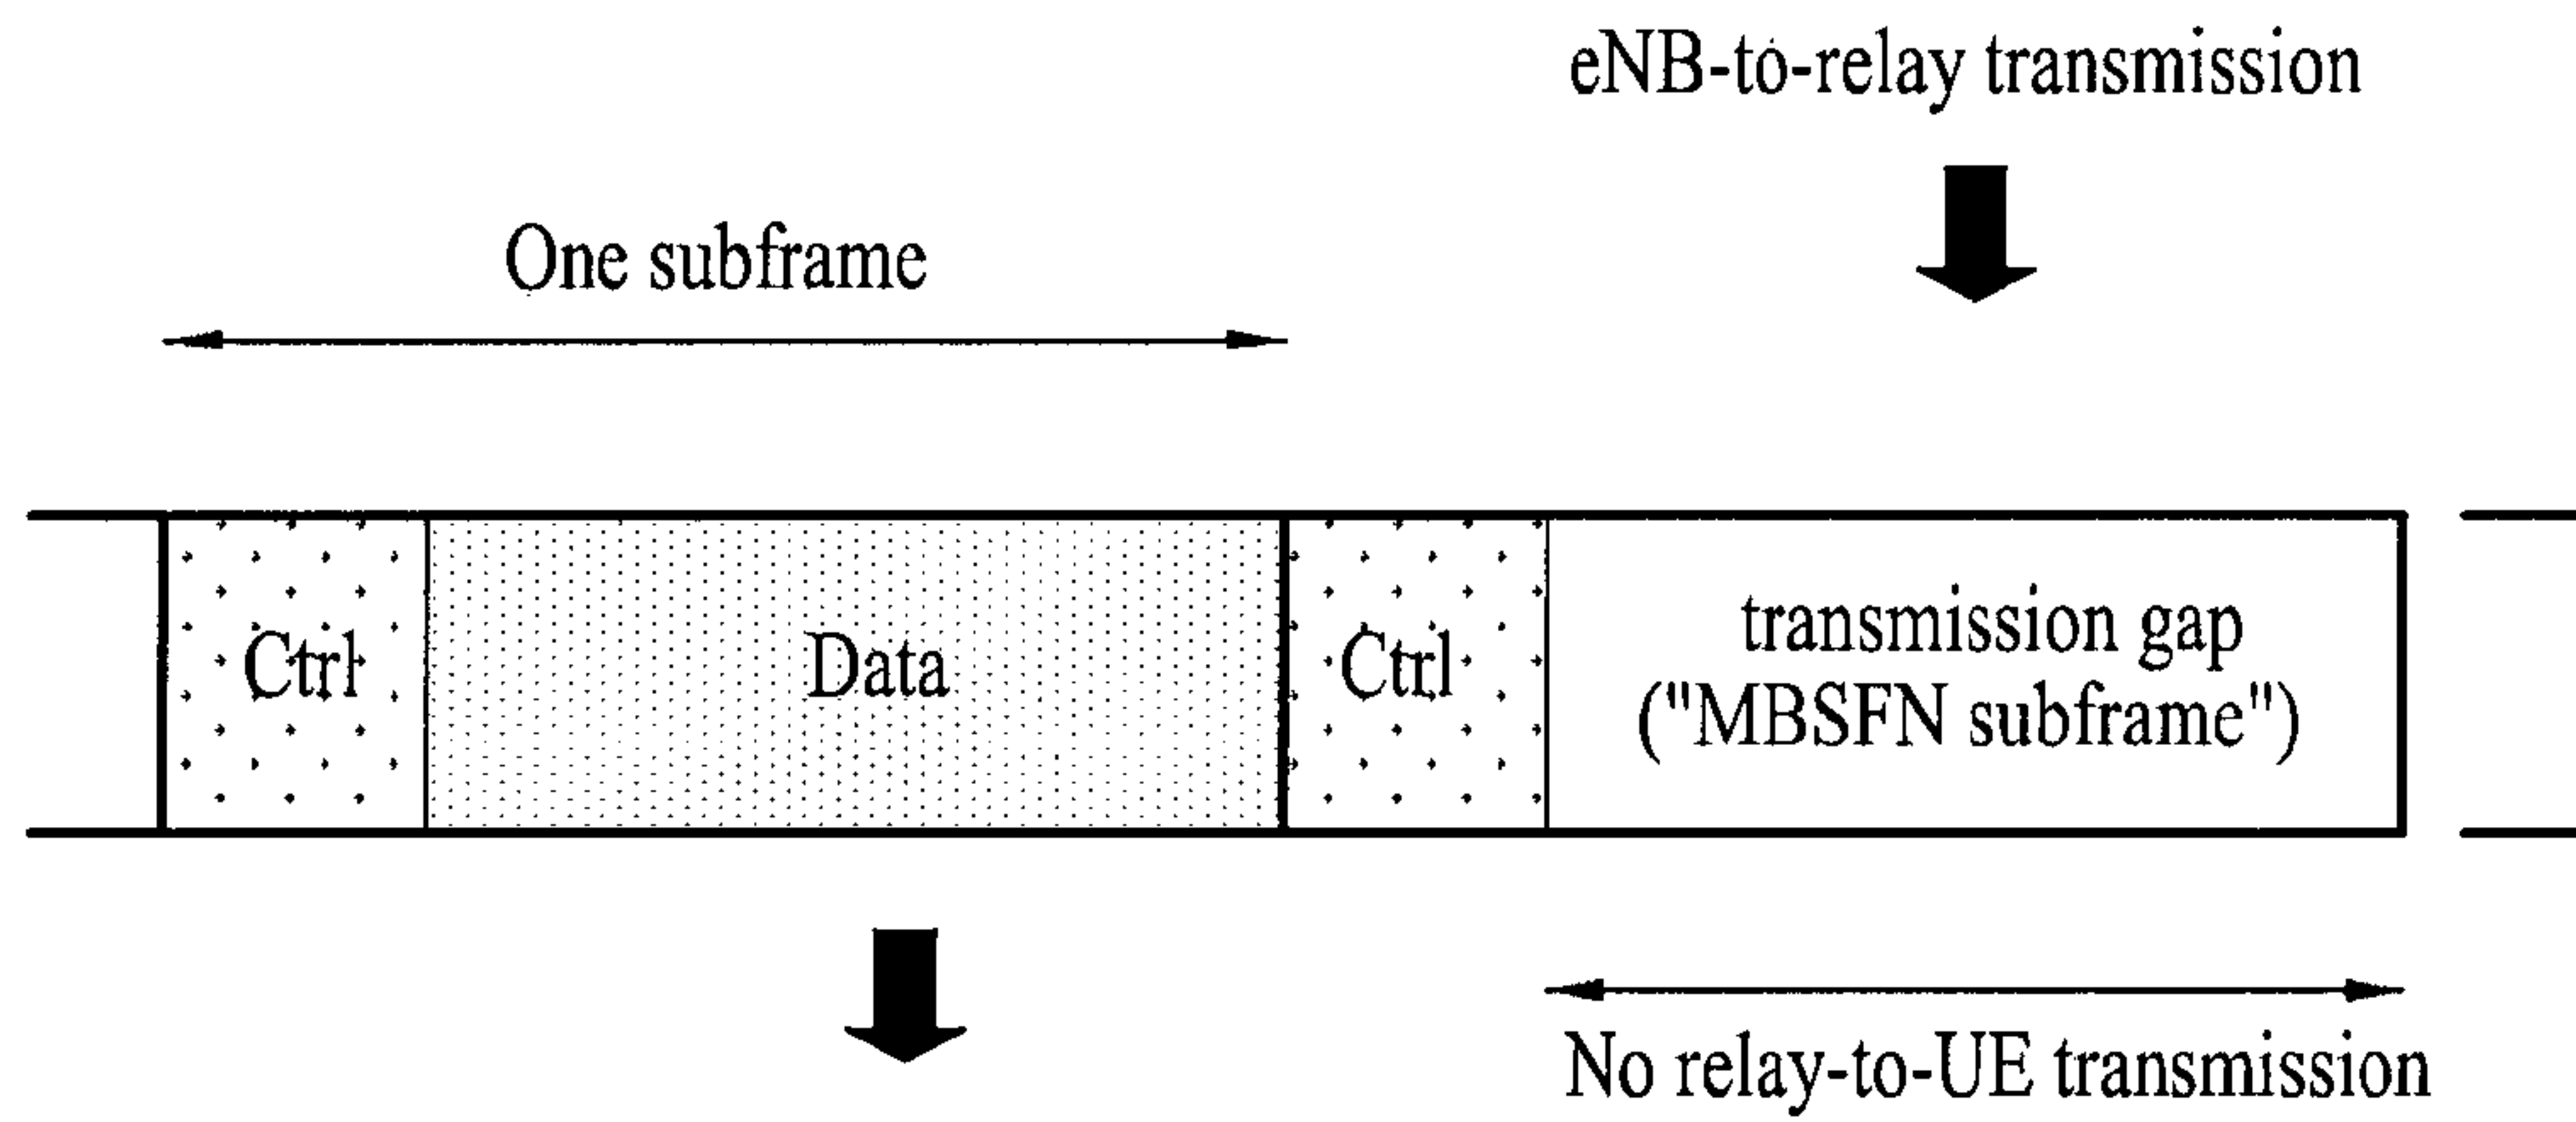 eNB-to-relay transmission
One subframe
Ctrl
Data
Ctrl
transmission gap
("MBSFN subframe")
No relay-to-UE transmission